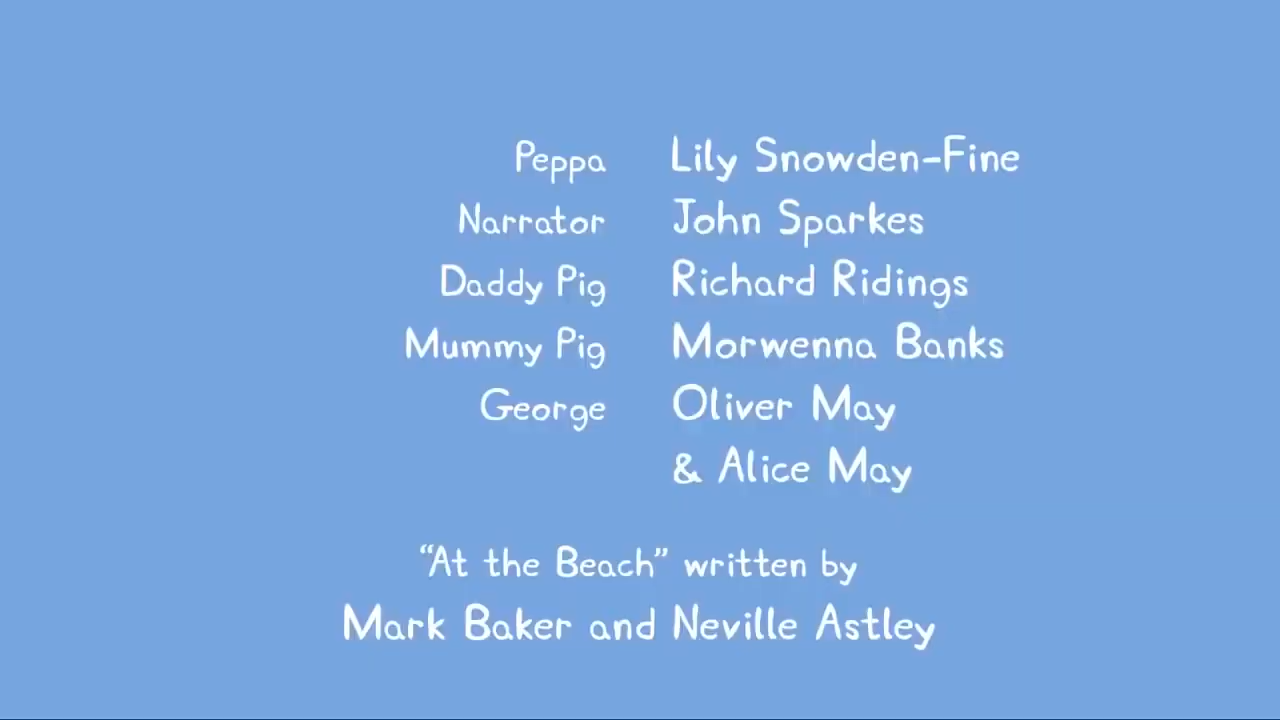 Peppa Lily Snowden-Fine
Narrator John Sparkes
Daddy Pig Richard Ridings
Mummy Pig Morwenna Banks
George Oliver May
& Alice May
“At the Beach” written by
Mark Baker and Neville Astley